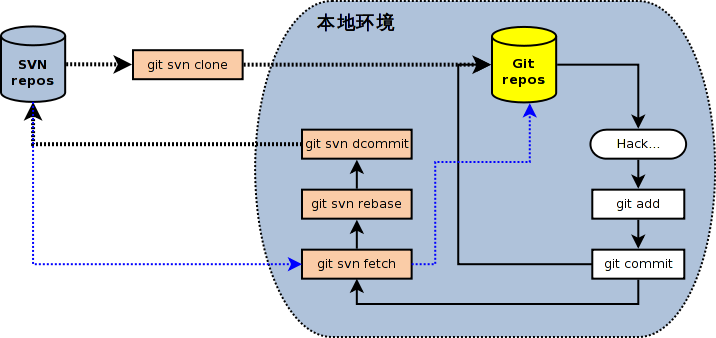 本地环境
SVN
repos
git svn clone
Git
repos
git svn dcommit
Hack...
git svn rebase
git add
git svn fetch
git commit